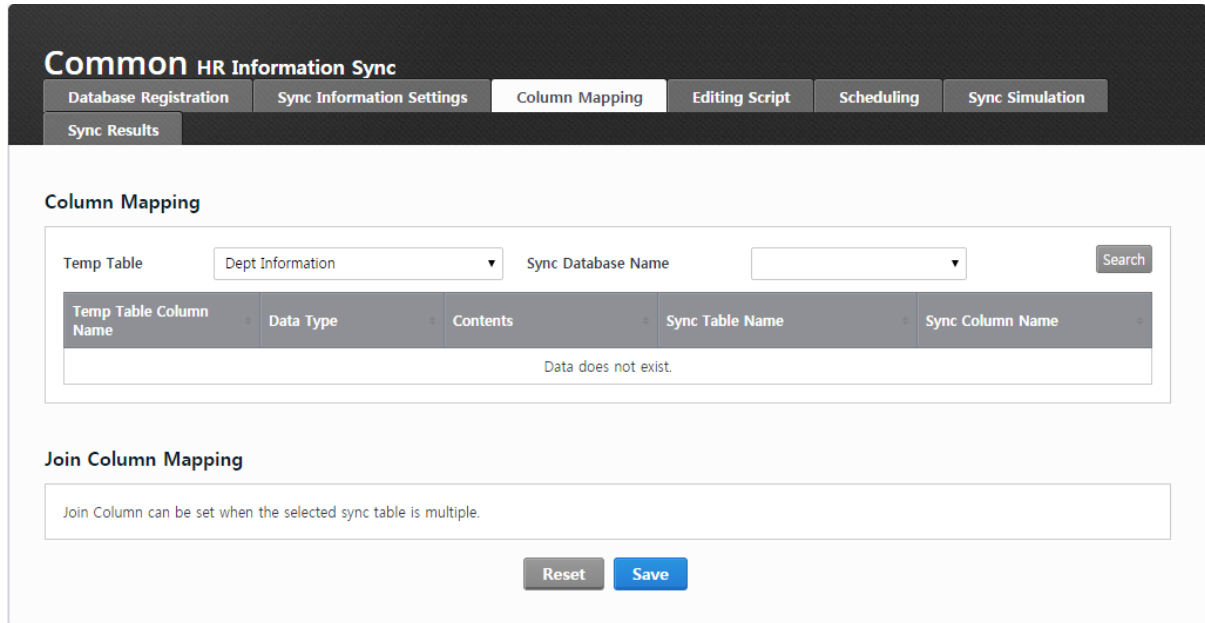 Common HR Information Sync
Database Registration Sync Information Settings Column Mapping Editing Script Scheduling Sync Simulation
Sync Results
Column Mapping
Temp Table Dept Information Sync Database Name Search
Temp Table Column
Name Data Type Contents Sync Table Name Sync Column Name
Data does not exist.
Join Column Mapping
Join Column can be set when the selected sync table is multiple.
Reset Save